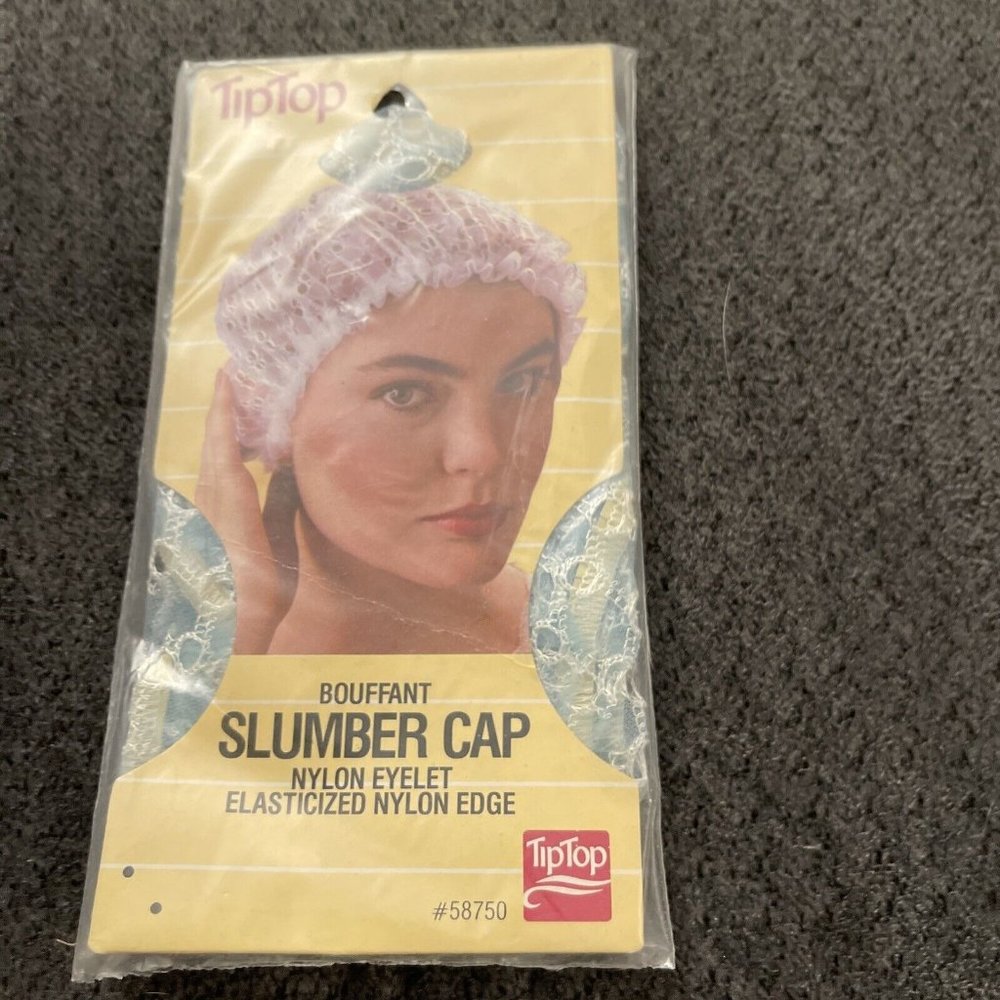 TipTop
BOUFFANT
SLUMBER CAP
NYLON EYELET
ELASTICIZED NYLON EDGE
TipTop
#58750